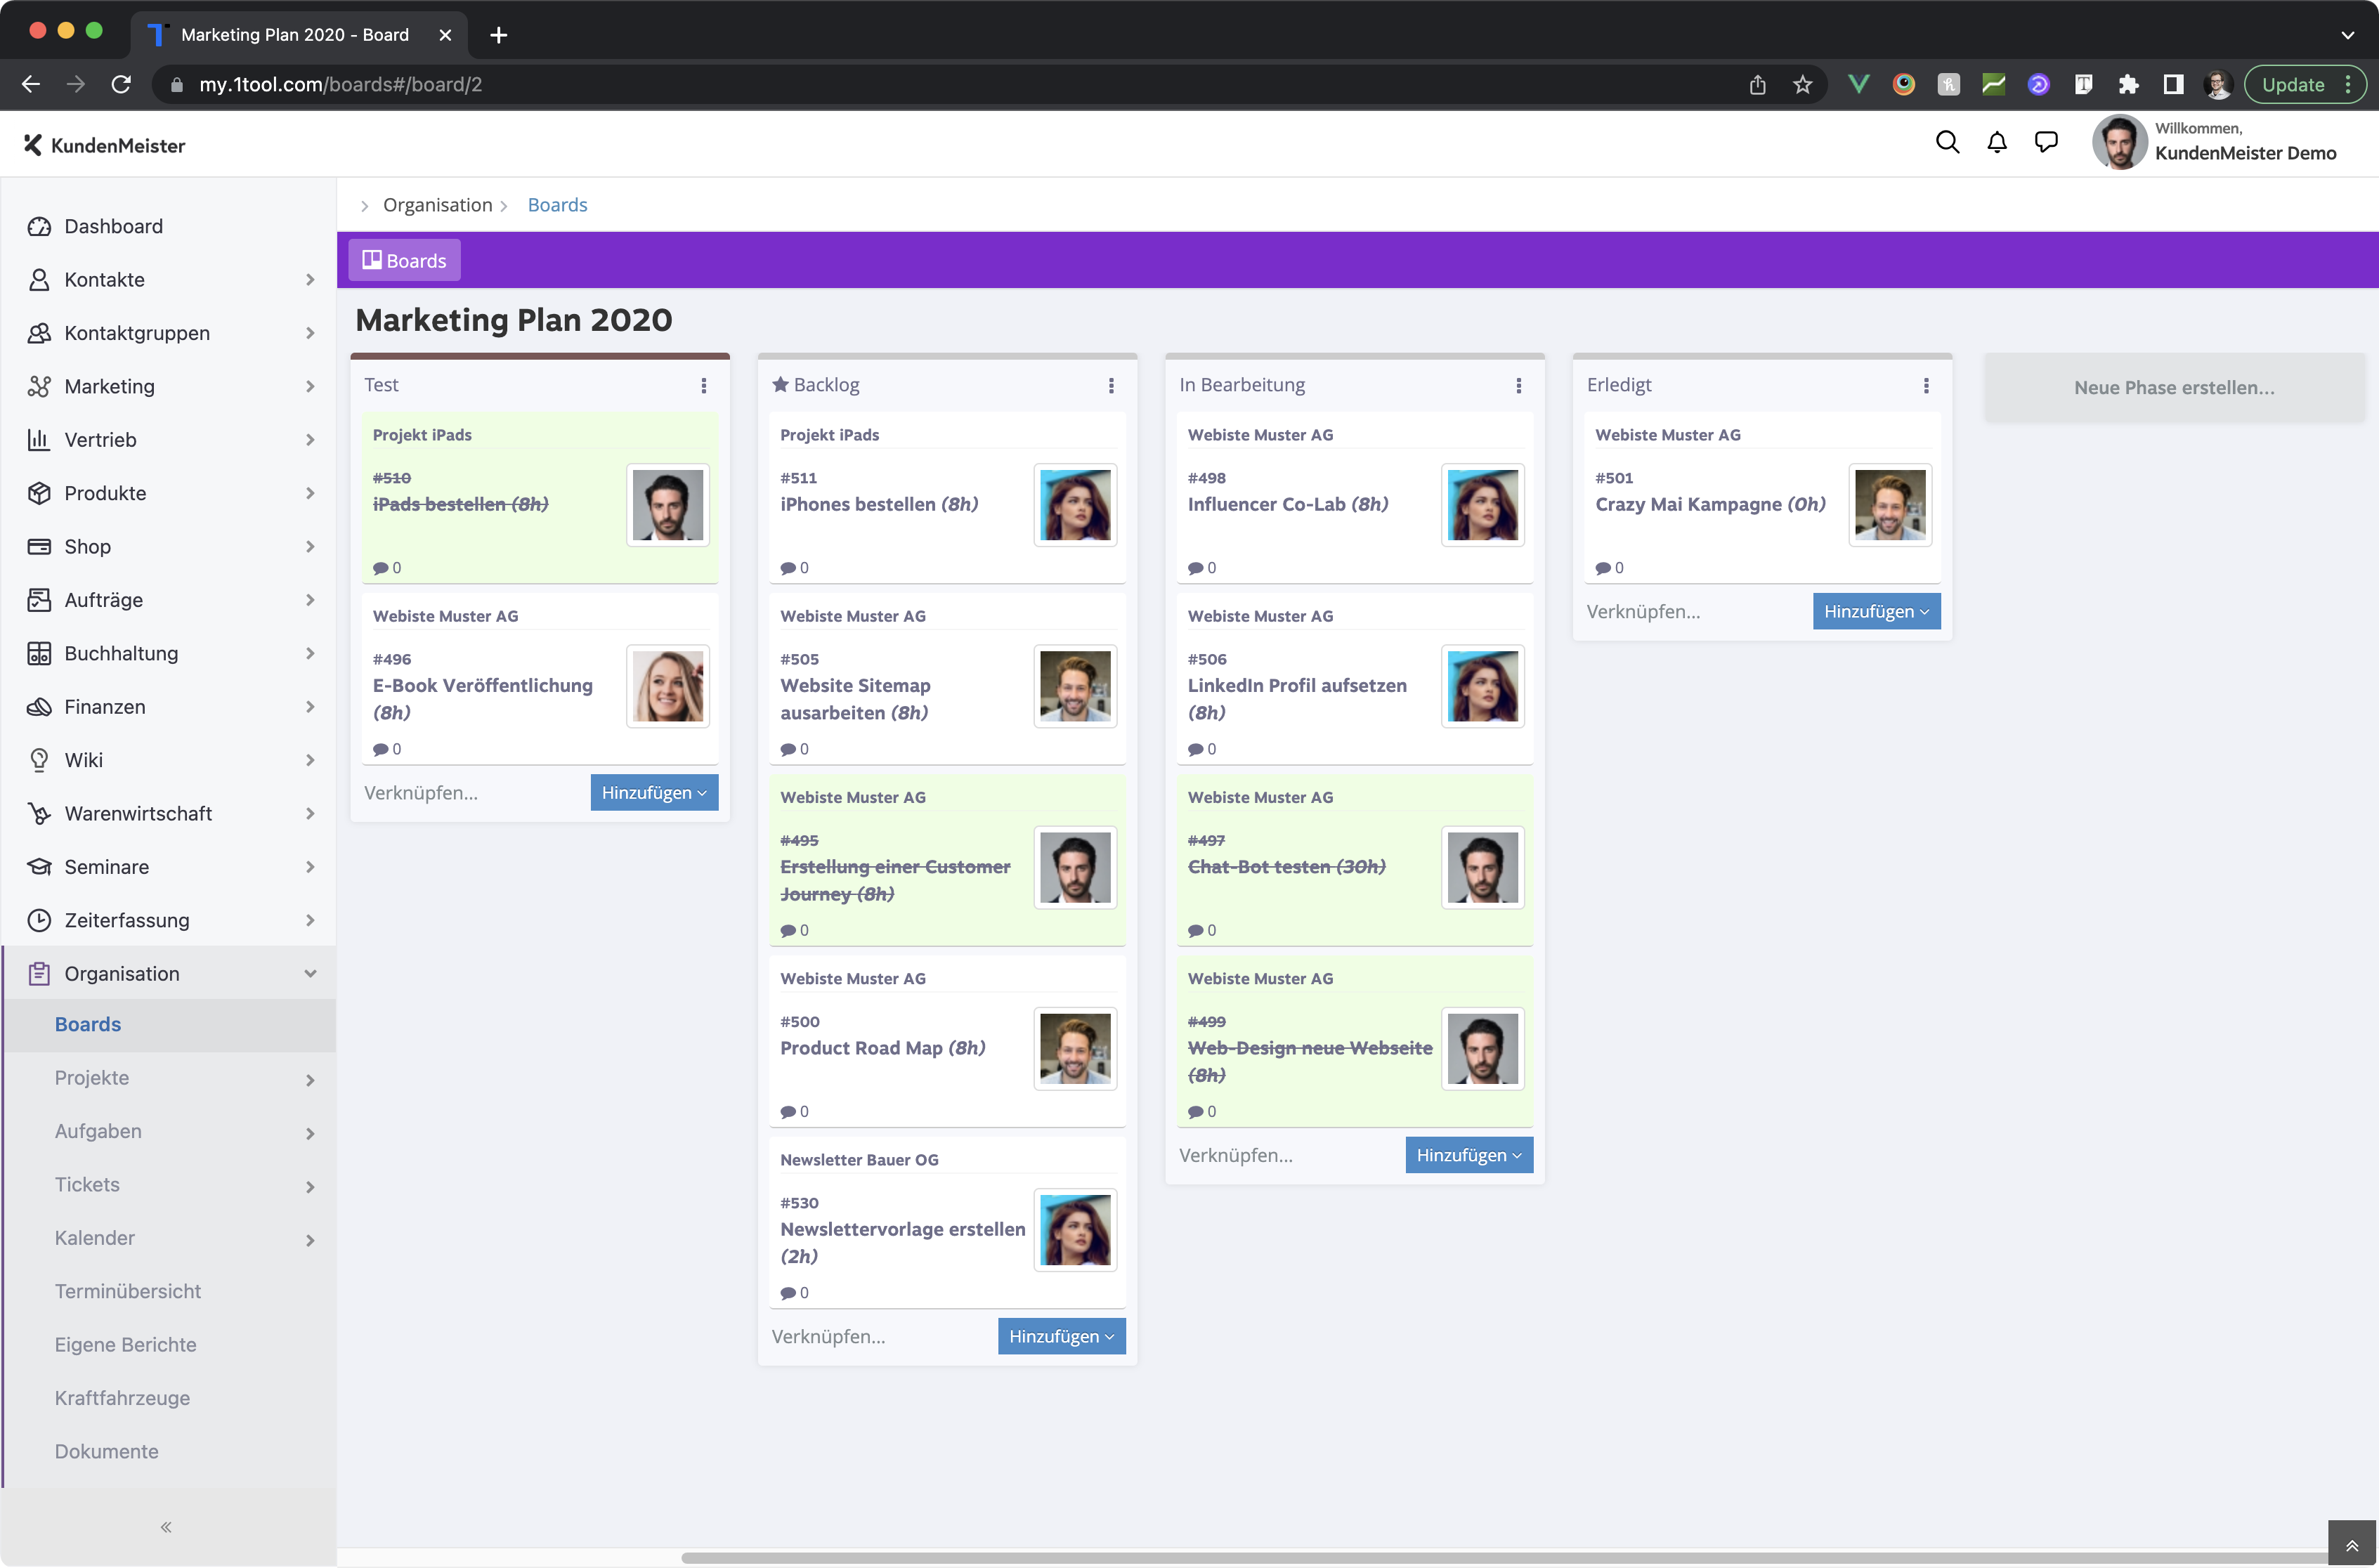 Marketing Plan 2020 - Board
my.1tool.com/boards#/board/2
Update
KundenMeister
Willkommen,
KundenMeister Demo
Dashboard
Kontakte
Kontaktgruppen
Marketing
Vertrieb
Produkte
Shop
Aufträge
Buchhaltung
Finanzen
Wiki
Warenwirtschaft
Seminare
Zeiterfassung
Organisation
Boards
Projekte
Aufgaben
Tickets
Kalender
Terminübersicht
Eigene Berichte
Kraftfahrzeuge
Dokumente
Organisation
Boards
Boards
Marketing Plan 2020
Test
Projekt iPads
#510
iPads bestellen (8h)
0
Webiste Muster AG
#496
E-Book Veröffentlichung
(8h)
0
Verknüpfen...
Hinzufügen
Backlog
Projekt iPads
#511
iPhones bestellen (8h)
0
Webiste Muster AG
#505
Website Sitemap
ausarbeiten (8h)
0
Webiste Muster AG
#495
Erstellung einer Customer
Journey (8h)
0
Webiste Muster AG
#500
Product Road Map (8h)
0
Newsletter Bauer OG
#530
Newslettervorlage erstellen
(2h)
0
Verknüpfen...
Hinzufügen
In Bearbeitung
Webiste Muster AG
#498
Influencer Co-Lab (8h)
0
Webiste Muster AG
#506
LinkedIn Profil aufsetzen
(8h)
0
Webiste Muster AG
#497
Chat-Bot testen (30h)
0
Webiste Muster AG
#499
Web-Design neue Webseite
(8h)
0
Verknüpfen...
Hinzufügen
Erledigt
Webiste Muster AG
#501
Crazy Mai Kampagne (0h)
0
Verknüpfen...
Hinzufügen
Neue Phase erstellen...